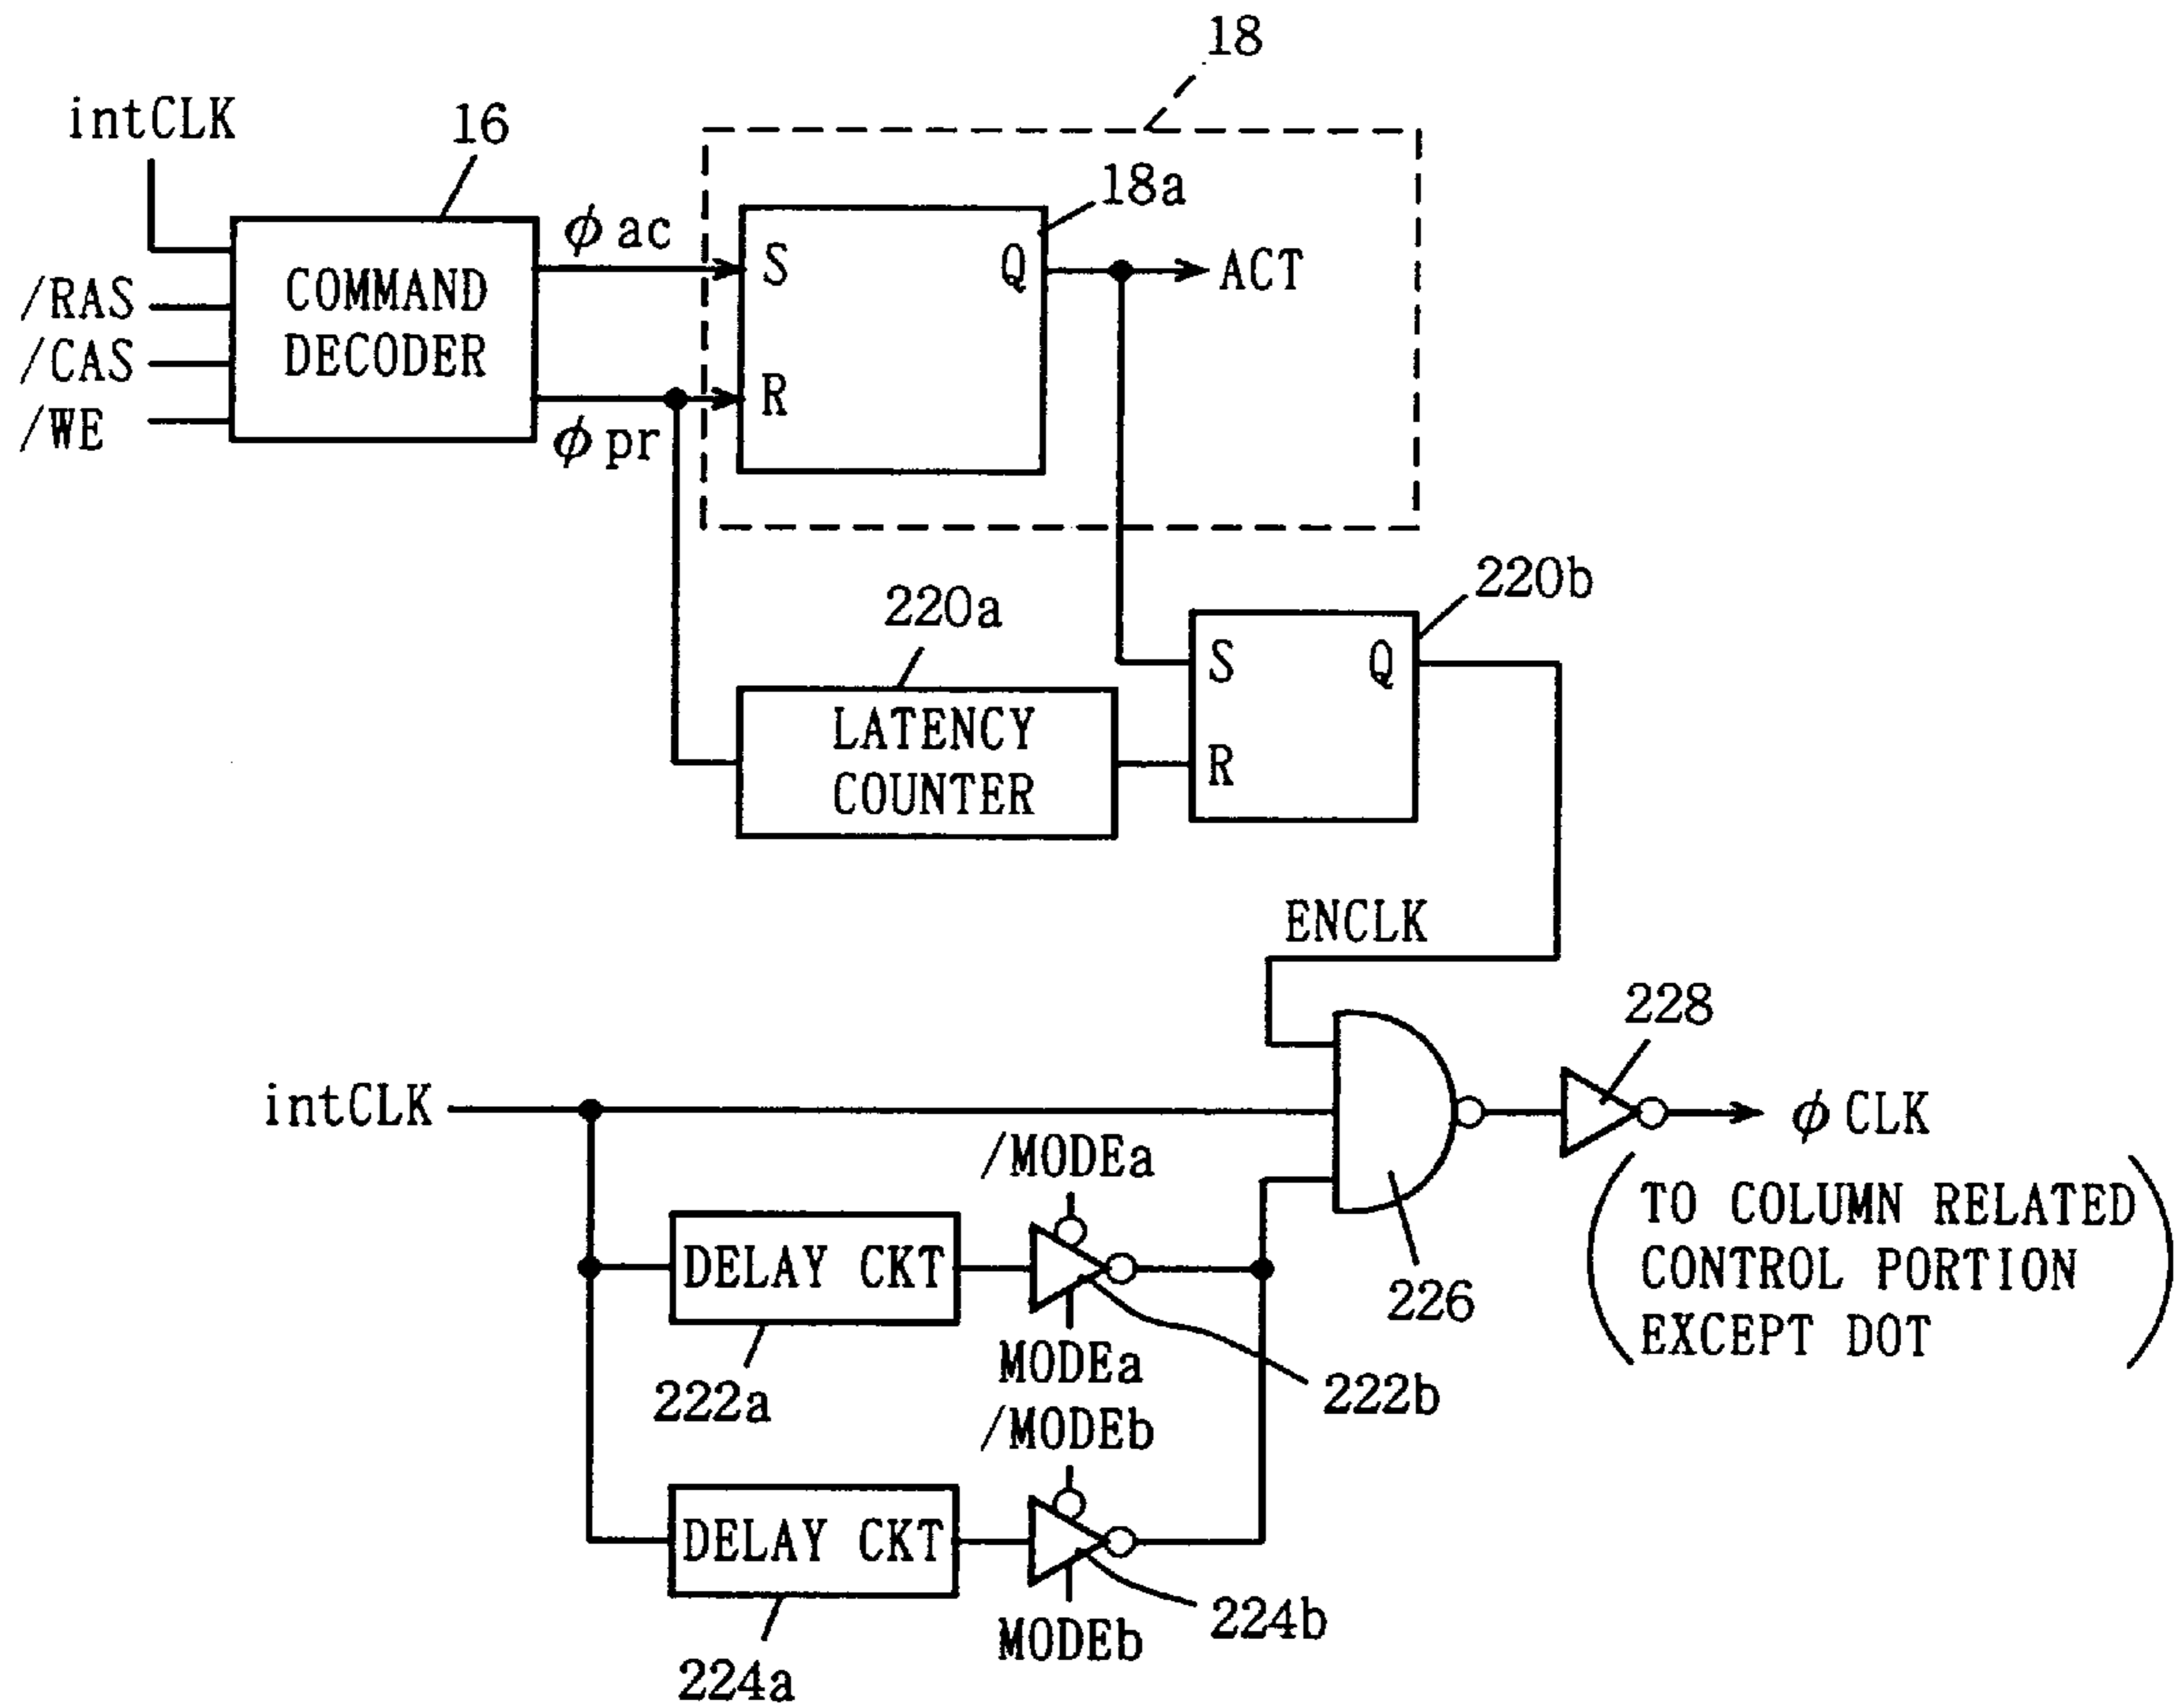 18
intCLK
16
18a
φac
S
Q
ACT
COMMAND
DECODER
/RAS
/CAS
/WE
R
φpr
220a
220b
S
Q
LATENCY
COUNTER
R
ENCLK
228
intCLK
φCLK
/MODEa
TO COLUMN RELATED
CONTROL PORTION
EXCEPT DOT
DELAY CKT
226
MODEa
222a
222b
/MODEb
DELAY CKT
224b
MODEb
224a